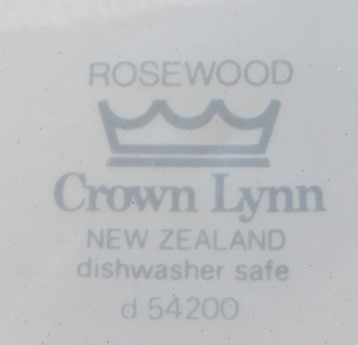 ROSEWOOD
Crown Lynn
NEW ZEALAND
dishwasher safe
d 54200